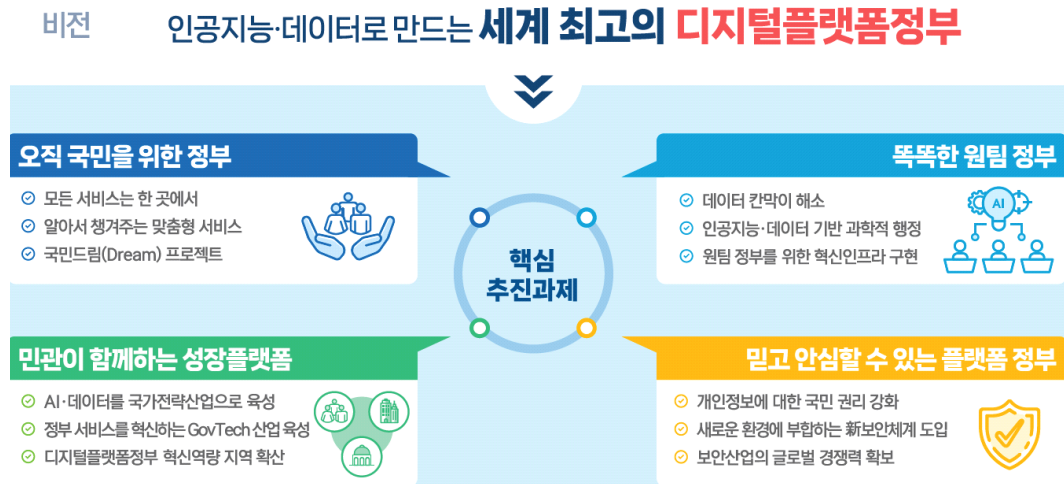 비전
인공지능·데이터로 만드는 세계 최고의 디지털플랫폼정부
오직 국민을 위한 정부
모든 서비스는 한 곳에서
알아서 챙겨주는 맞춤형 서비스
국민드림(Dream) 프로젝트
똑똑한 원팀 정부
데이터 칸막이 해소
인공지능·데이터 기반 과학적 행정
원팀 정부를 위한 혁신인프라 구현
AI
핵심
추진과제
민관이 함께하는 성장플랫폼
AI·데이터를 국가전략산업으로 육성
정부 서비스를 혁신하는 GovTech 산업 육성
디지털플랫폼정부 혁신역량 지역 확산
믿고 안심할 수 있는 플랫폼 정부
개인정보에 대한 국민 권리 강화
새로운 환경에 부합하는 新보안체계 도입
보안산업의 글로벌 경쟁력 확보